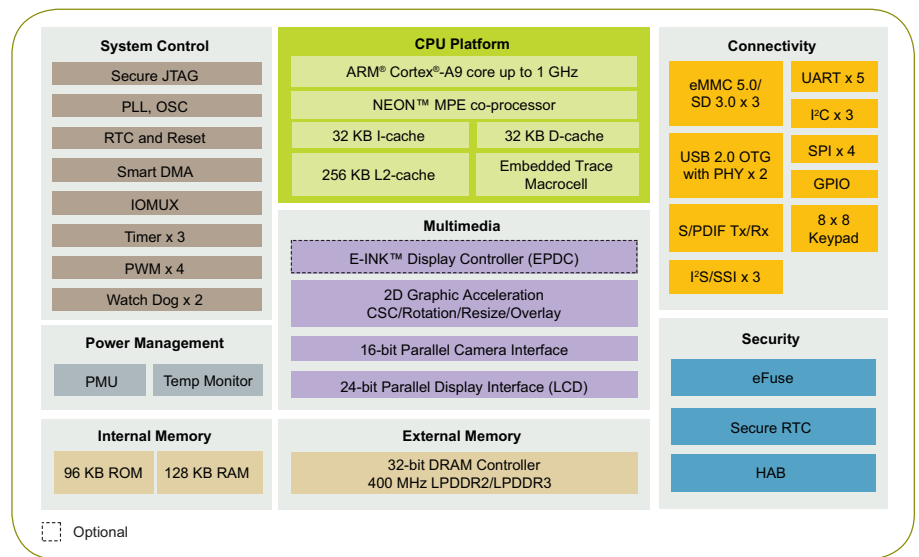 System Control
Secure JTAG
PLL, OSC
RTC and Reset
Smart DMA
IOMUX
Timer x 3
PWM x 4
Watch Dog x 2
Power Management
PMU
Temp Monitor
Internal Memory
96 KB ROM
128 KB RAM
CPU Platform
ARM® Cortex®-A9 core up to 1 GHz
NEON™ MPE co-processor
32 KB I-cache
32 KB D-cache
256 KB L2-cache
Embedded Trace
Macrocell
Multimedia
E-INK™ Display Controller (EPDC)
2D Graphic Acceleration
CSC/Rotation/Resize/Overlay
16-bit Parallel Camera Interface
24-bit Parallel Display Interface (LCD)
External Memory
32-bit DRAM Controller
400 MHz LPDDR2/LPDDR3
Connectivity
eMMC 5.0/
SD 3.0 x 3
USB 2.0 OTG
with PHY x 2
S/PDIF Tx/Rx
I²S/SSI x 3
UART x 5
I²C x 3
SPI x 4
GPIO
8 x 8
Keypad
Security
eFuse
Secure RTC
HAB
Optional